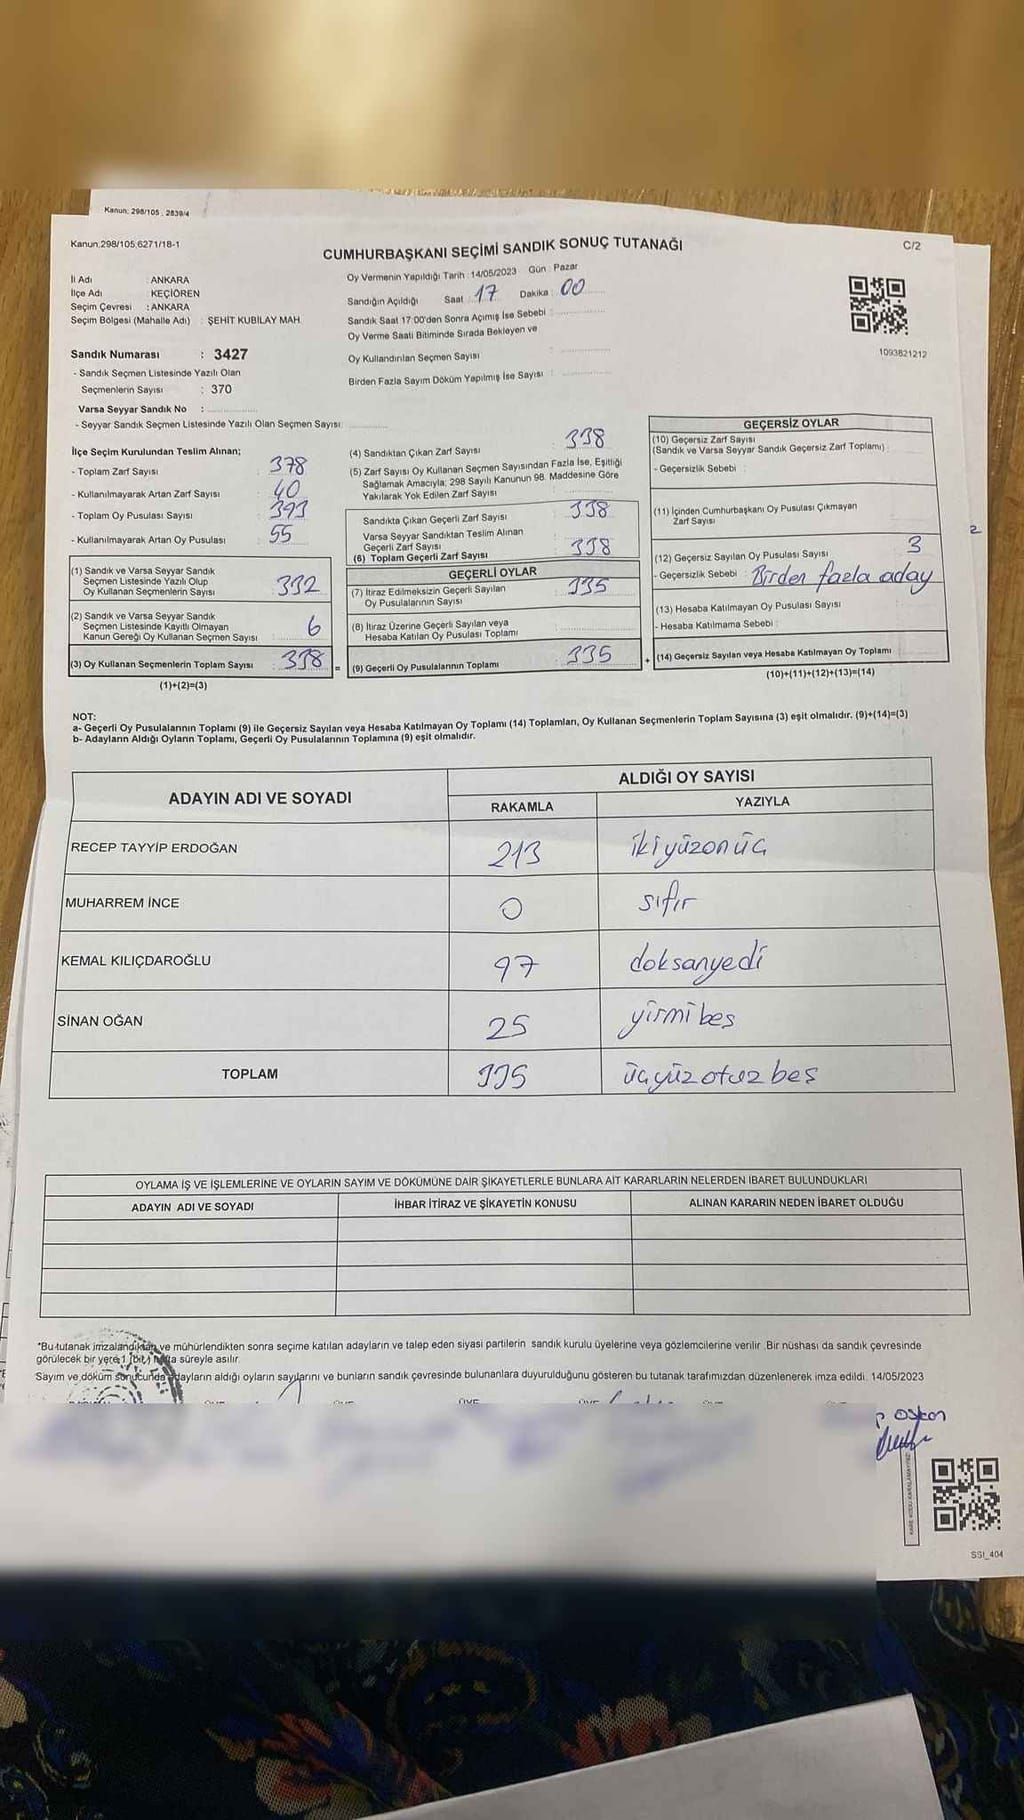 Kanun: 298/105 , 2839/4
Kanun;298/105;6271/18-1
CUMHURBAŞKANI SEÇİMİ SANDIK SONUÇ TUTANAĞI
C/2
İl Adı : ANKARA
İlçe Adı : KEÇİÖREN
Seçim Çevresi : ANKARA
Seçim Bölgesi (Mahalle Adı) : ŞEHİT KUBİLAY MAH.
Oy Vermenin Yapıldığı Tarih : 14/05/2023 Gün : Pazar
Sandığın Açıldığı Saat : 17 Dakika : 00
Sandık Saat 17:00'den Sonra Açımış İse Sebebi :
Oy Verme Saati Bitiminde Sırada Bekleyen ve
Oy Kullandırılan Seçmen Sayısı :
Birden Fazla Sayım Döküm Yapılmış İse Sayısı :
1093821212
Sandık Numarası : 3427
- Sandık Seçmen Listesinde Yazılı Olan
Seçmenlerin Sayısı : 370
Varsa Seyyar Sandık No :
- Seyyar Sandık Seçmen Listesinde Yazılı Olan Seçmen Sayısı:
İlçe Seçim Kurulundan Teslim Alınan;
- Toplam Zarf Sayısı : 378
- Kullanılmayarak Artan Zarf Sayısı : 40
- Toplam Oy Pusulası Sayısı : 393
- Kullanılmayarak Artan Oy Pusulası : 55
(1) Sandık ve Varsa Seyyar Sandık
Seçmen Listesinde Yazılı Olup
Oy Kullanan Seçmenlerin Sayısı : 332
(2) Sandık ve Varsa Seyyar Sandık
Seçmen Listesinde Kayıtlı Olmayan
Kanun Gereği Oy Kullanan Seçmen Sayısı : 6
(3) Oy Kullanan Seçmenlerin Toplam Sayısı : 338
(1)+(2)=(3)
=
(4) Sandıktan Çıkan Zarf Sayısı : 338
(5) Zarf Sayısı Oy Kullanan Seçmen Sayısından Fazla İse, Eşitliği
Sağlamak Amacıyla; 298 Sayılı Kanunun 98. Maddesine Göre
Yakılarak Yok Edilen Zarf Sayısı :
Sandıkta Çıkan Geçerli Zarf Sayısı : 338
Varsa Seyyar Sandıktan Teslim Alınan
Geçerli Zarf Sayısı
(6) Toplam Geçerli Zarf Sayısı : 338
GEÇERLİ OYLAR
(7) İtiraz Edilmeksizin Geçerli Sayılan
Oy Pusulalarının Sayısı : 335
(8) İtiraz Üzerine Geçerli Sayılan veya
Hesaba Katılan Oy Pusulası Toplamı :
(9) Geçerli Oy Pusulalarının Toplamı : 335
+
GEÇERSİZ OYLAR
(10) Geçersiz Zarf Sayısı
(Sandık ve Varsa Seyyar Sandık Geçersiz Zarf Toplamı) :
- Geçersizlik Sebebi :
(11) İçinden Cumhurbaşkanı Oy Pusulası Çıkmayan
Zarf Sayısı
2
(12) Geçersiz Sayılan Oy Pusulası Sayısı : 3
- Geçersizlik Sebebi : Birden fazla aday
(13) Hesaba Katılmayan Oy Pusulası Sayısı :
- Hesaba Katılmama Sebebi :
(14) Geçersiz Sayılan veya Hesaba Katılmayan Oy Toplamı
(10)+(11)+(12)+(13)=(14)
NOT:
a- Geçerli Oy Pusulalarının Toplamı (9) ile Geçersiz Sayılan veya Hesaba Katılmayan Oy Toplamı (14) Toplamları, Oy Kullanan Seçmenlerin Toplam Sayısına (3) eşit olmalıdır. (9)+(14)=(3)
b- Adayların Aldığı Oyların Toplamı, Geçerli Oy Pusulalarının Toplamına (9) eşit olmalıdır.
ADAYIN ADI VE SOYADI
ALDIĞI OY SAYISI
RAKAMLA YAZIYLA
RECEP TAYYİP ERDOĞAN 213 ikiyüzonüç
MUHARREM İNCE 0 sıfır
KEMAL KILIÇDAROĞLU 97 doksanyedi
SİNAN OĞAN 25 yirmibeş
TOPLAM 335 üçyüzotuzbeş
OYLAMA İŞ VE İŞLEMLERİNE VE OYLARIN SAYIM VE DÖKÜMÜNE DAİR ŞİKAYETLERLE BUNLARA AİT KARARLARIN NELERDEN İBARET BULUNDUKLARI
ADAYIN ADI VE SOYADI İHBAR İTİRAZ VE ŞİKAYETİN KONUSU ALINAN KARARIN NEDEN İBARET OLDUĞU
*Bu tutanak imzalandıktan ve mühürlendikten sonra seçime katılan adayların ve talep eden siyasi partilerin sandık kurulu üyelerine veya gözlemcilerine verilir .Bir nüshası da sandık çevresinde
görülecek bir yere 1 (bir) hafta süreyle asılır.
Sayım ve döküm sonucunda adayların aldığı oyların sayılarını ve bunların sandık çevresinde bulunanlara duyurulduğunu gösteren bu tutanak tarafımızdan düzenlenerek imza edildi. 14/05/2023
SSI_404